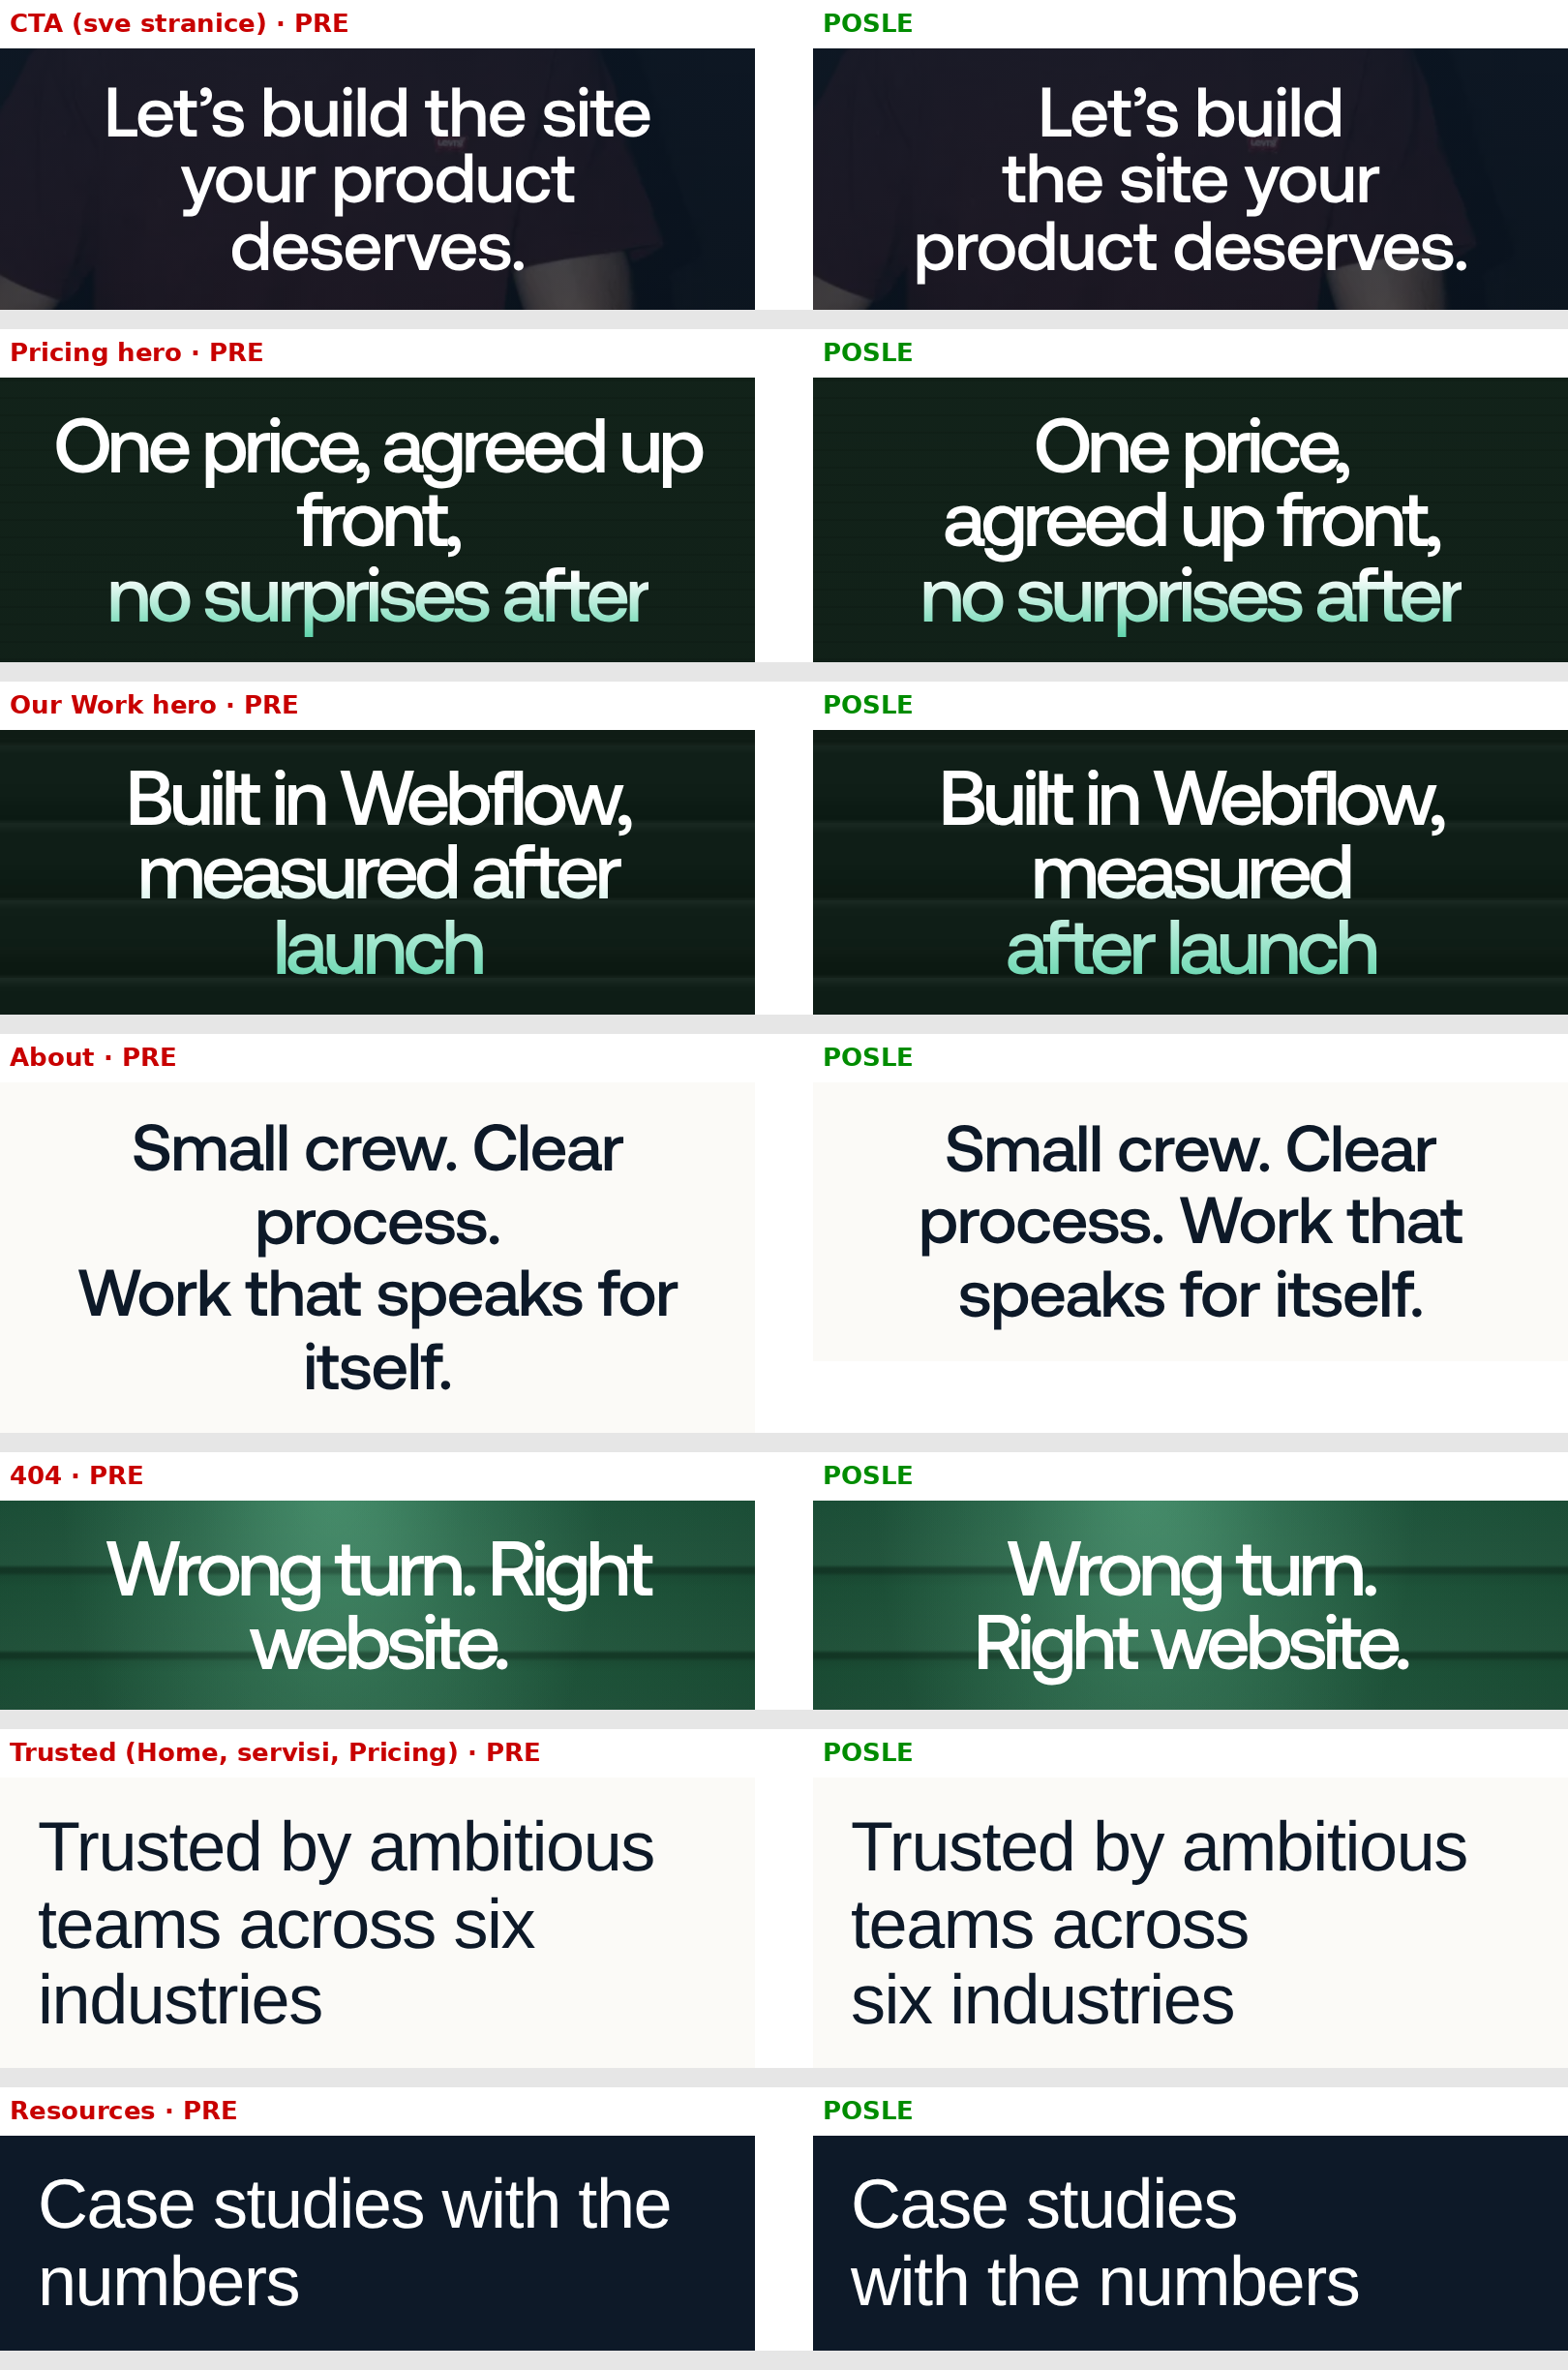 CTA (sve stranice) · PRE
POSLE
Let’s build the site
your product
deserves.
Let’s build
the site your
product deserves.
Pricing hero · PRE
POSLE
One price, agreed up
front,
no surprises after
One price,
agreed up front,
no surprises after
Our Work hero · PRE
POSLE
Built in Webflow,
measured after
launch
Built in Webflow,
measured
after launch
About · PRE
POSLE
Small crew. Clear
process.
Work that speaks for
itself.
Small crew. Clear
process. Work that
speaks for itself.
404 · PRE
POSLE
Wrong turn. Right
website.
Wrong turn.
Right website.
Trusted (Home, servisi, Pricing) · PRE
POSLE
Trusted by ambitious
teams across six
industries
Trusted by ambitious
teams across
six industries
Resources · PRE
POSLE
Case studies with the
numbers
Case studies
with the numbers